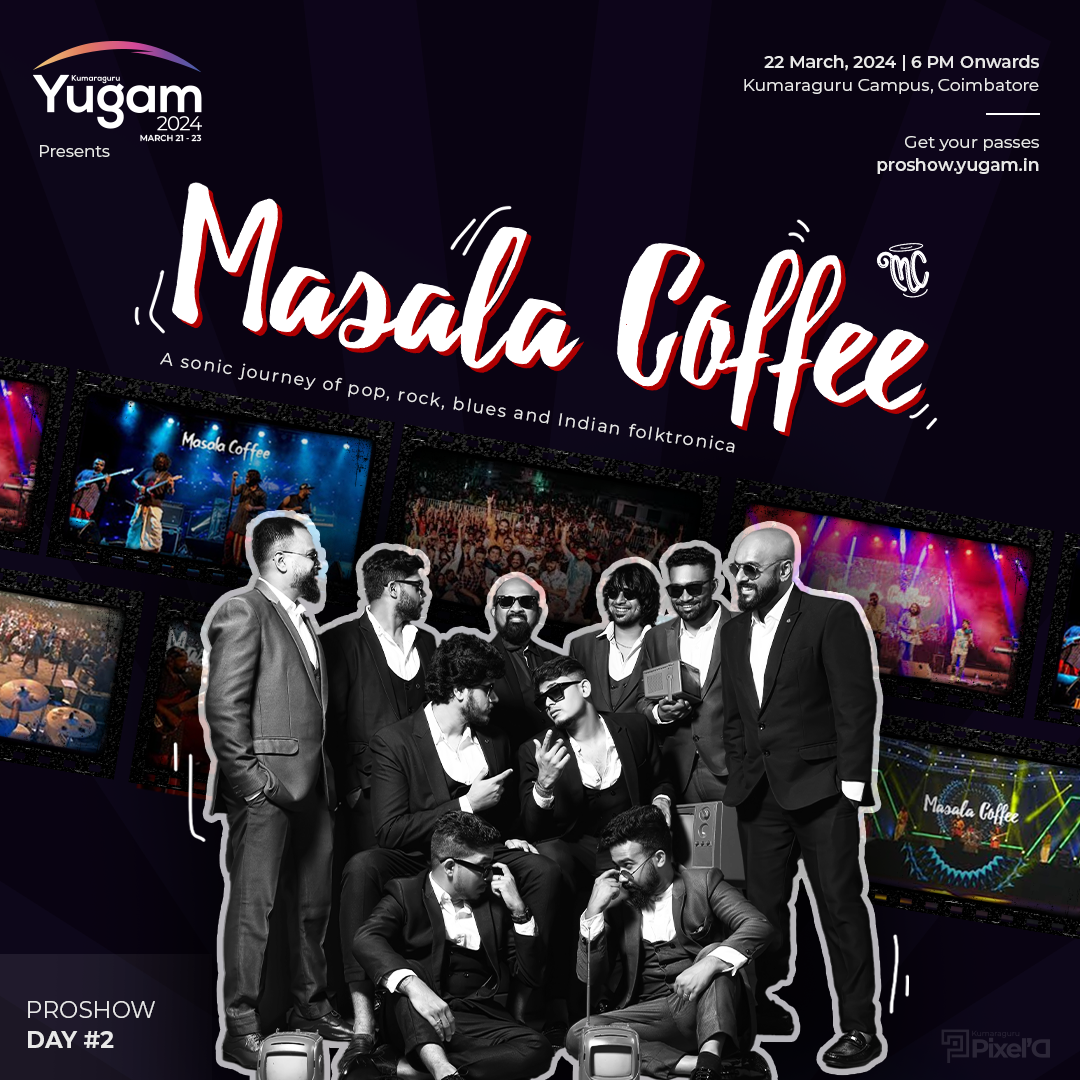 Kumaraguru
Yugam
2024
MARCH 21 - 23
Presents
22 March, 2024 | 6 PM Onwards
Kumaraguru Campus, Coimbatore
Get your passes
proshow.yugam.in
Masala Coffee
MC
A sonic journey of pop, rock, blues and Indian folktronica
Masala Coffee
Masala Coffee
PROSHOW
DAY #2
Kumaraguru
Pixel'a